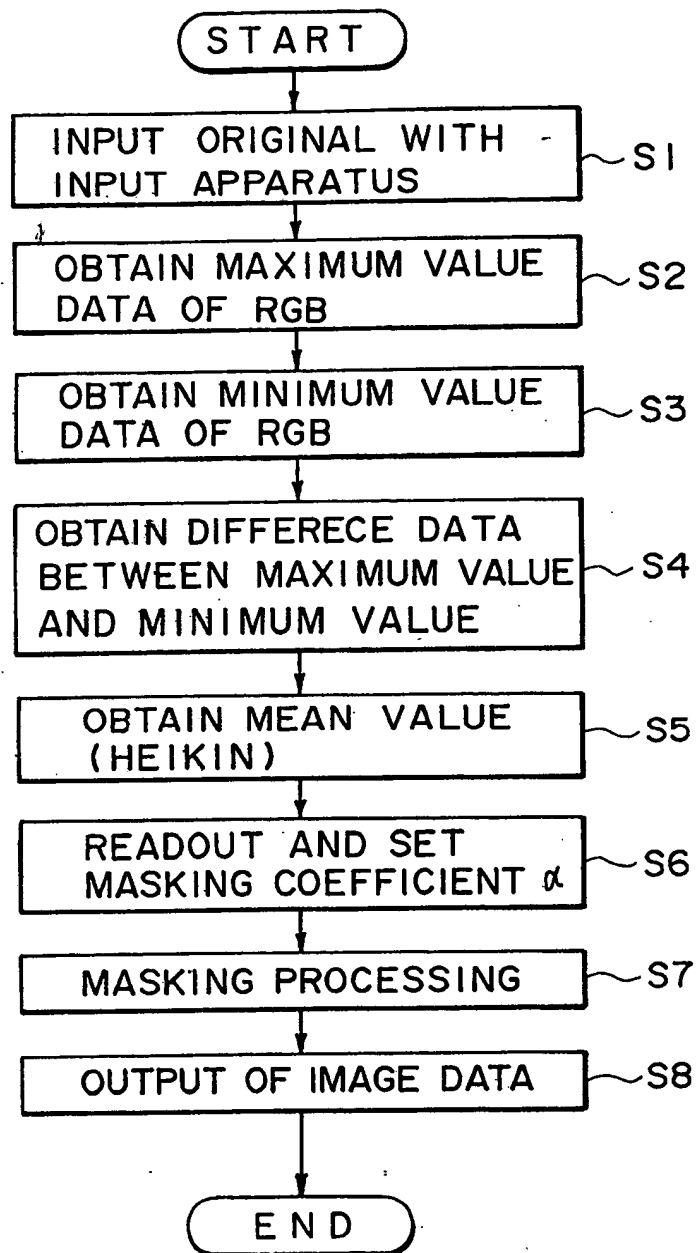 START
INPUT ORIGINAL WITH
INPUT APPARATUS
S1
OBTAIN MAXIMUM VALUE
DATA OF RGB
S2
OBTAIN MINIMUM VALUE
DATA OF RGB
S3
OBTAIN DIFFERECE DATA
BETWEEN MAXIMUM VALUE
AND MINIMUM VALUE
S4
OBTAIN MEAN VALUE
(HEIKIN)
S5
READOUT AND SET
MASKING COEFFICIENT α
S6
MASKING PROCESSING
S7
OUTPUT OF IMAGE DATA
S8
END